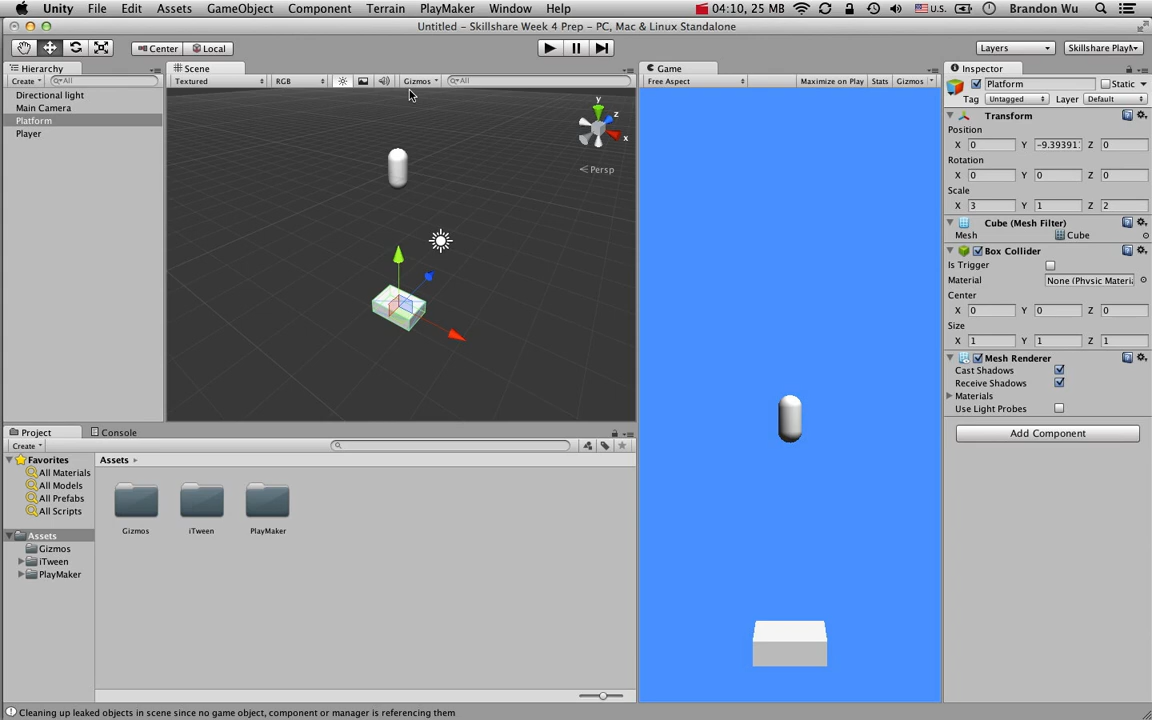 Unity File Edit Assets GameObject Component Terrain PlayMaker Window Help 04:10, 25 MB U.S. Brandon Wu
Untitled – Skillshare Week 4 Prep – PC, Mac & Linux Standalone
Center Local Layers Skillshare PlayM
Hierarchy
Create All
Directional light
Main Camera
Platform
Player
Scene
Textured RGB Gizmos All
y
z
x
Persp
Game
Free Aspect Maximize on Play Stats Gizmos
Inspector
Platform Static
Tag Untagged Layer Default
Transform
Position
X 0 Y -9.39391 Z 0
Rotation
X 0 Y 0 Z 0
Scale
X 3 Y 1 Z 2
Cube (Mesh Filter)
Mesh Cube
Box Collider
Is Trigger
Material None (Physic Materi
Center
X 0 Y 0 Z 0
Size
X 1 Y 1 Z 1
Mesh Renderer
Cast Shadows
Receive Shadows
Materials
Use Light Probes
Add Component
Project Console
Create
Favorites
All Materials
All Models
All Prefabs
All Scripts
Assets
Gizmos
iTween
PlayMaker
Assets
Gizmos iTween PlayMaker
Cleaning up leaked objects in scene since no game object, component or manager is referencing them